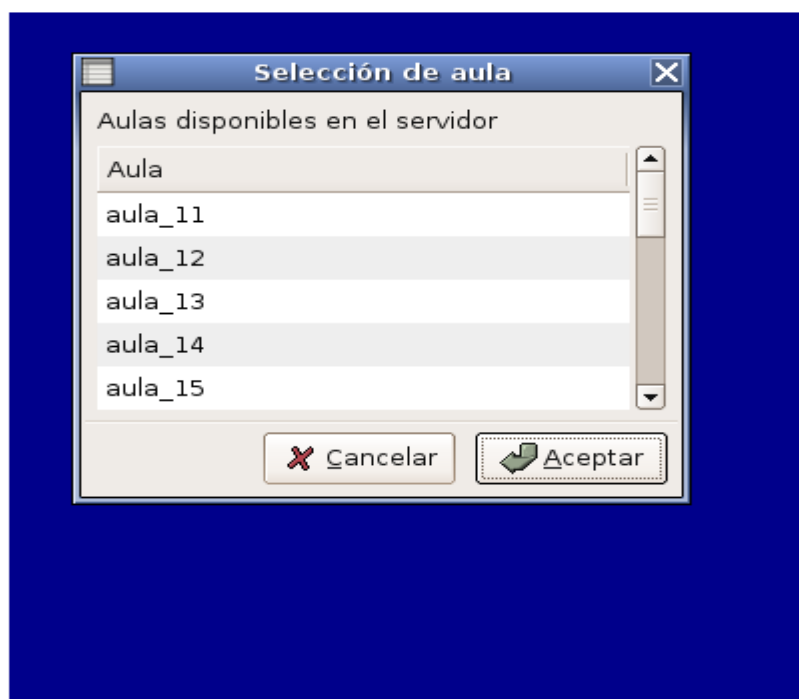 Selección de aula
Aulas disponibles en el servidor
Aula
aula_11
aula_12
aula_13
aula_14
aula_15
Cancelar Aceptar